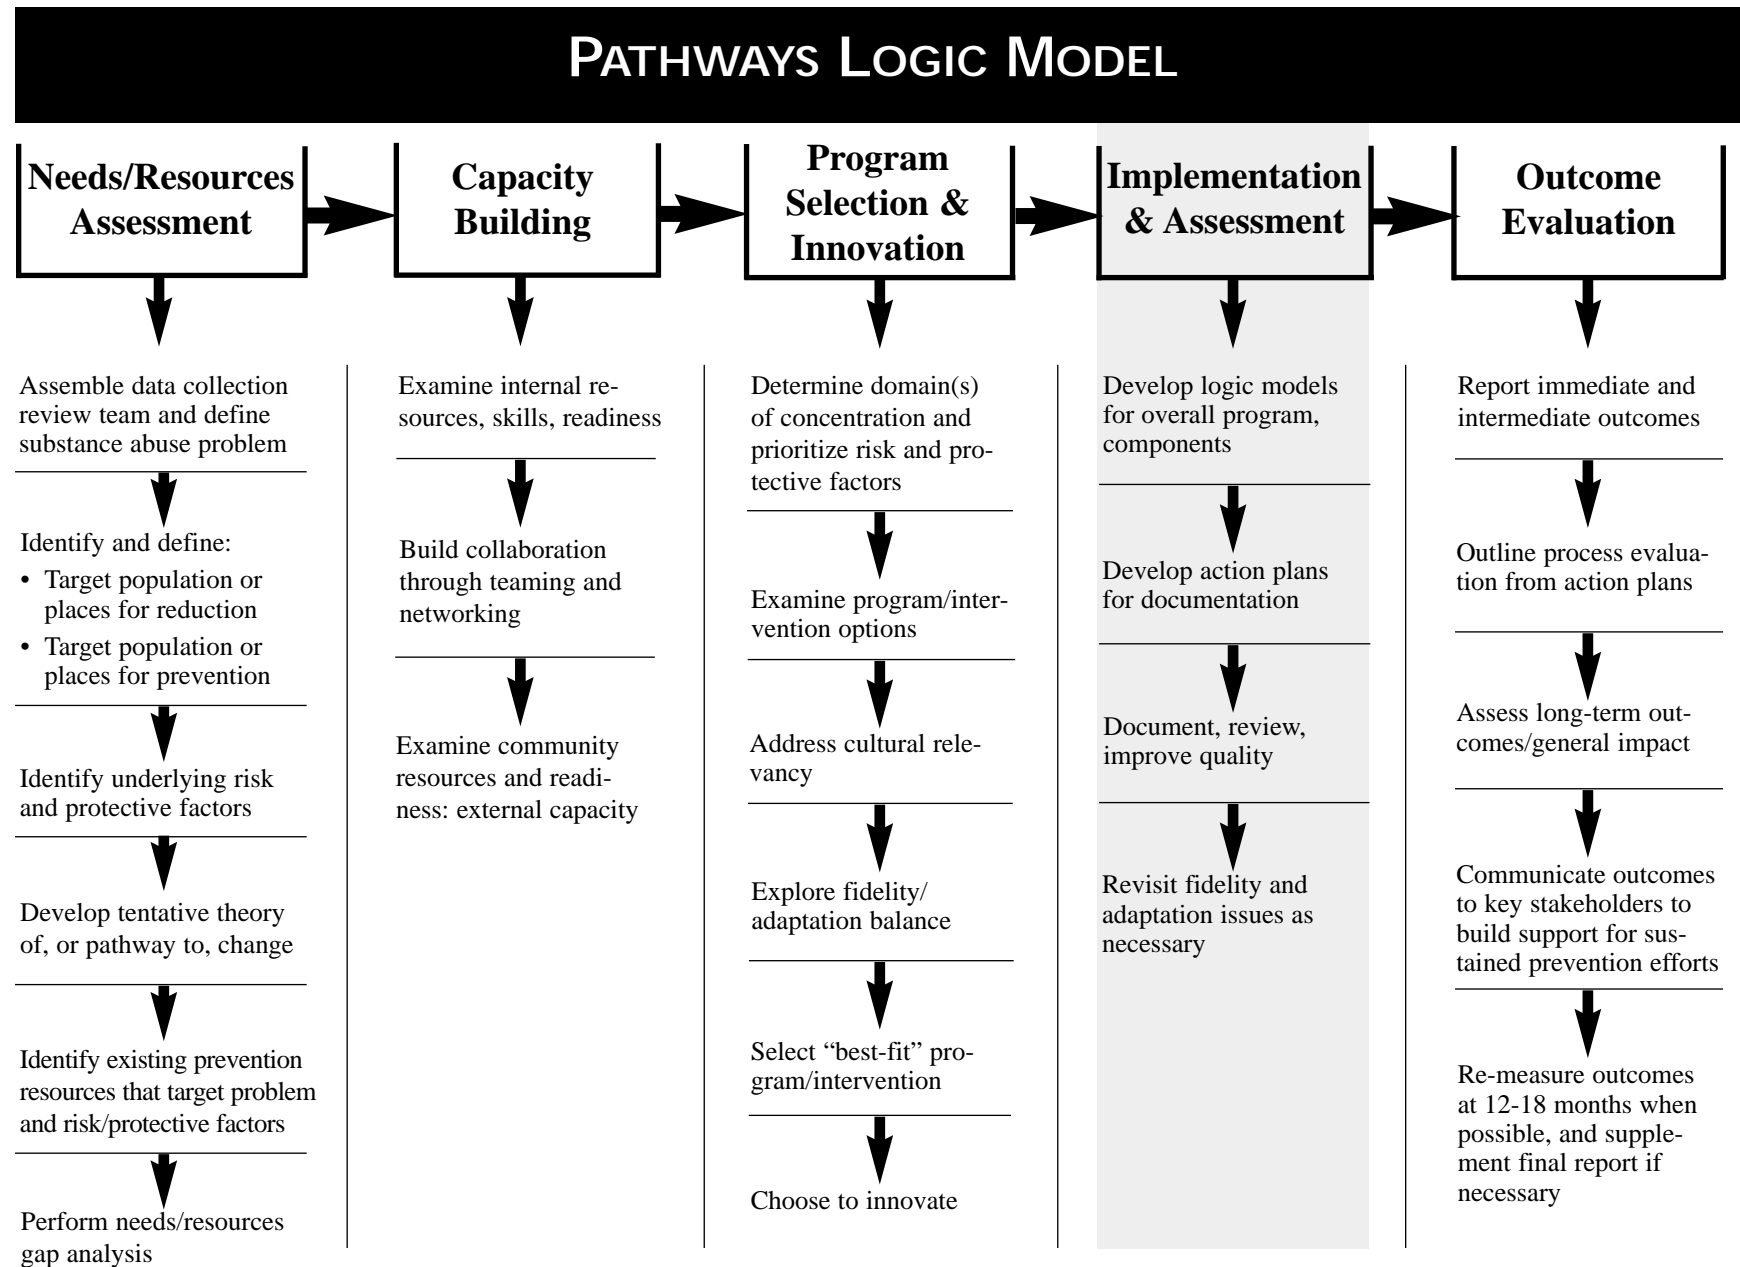 PATHWAYS LOGIC MODEL
Needs/Resources
Assessment
Capacity
Building
Program
Selection &
Innovation
Implementation
& Assessment
Outcome
Evaluation
Assemble data collection
review team and define
substance abuse problem
Identify and define:
• Target population or
places for reduction
• Target population or
places for prevention
Identify underlying risk
and protective factors
Develop tentative theory
of, or pathway to, change
Identify existing prevention
resources that target problem
and risk/protective factors
Perform needs/resources
gap analysis
Examine internal re-
sources, skills, readiness
Build collaboration
through teaming and
networking
Examine community
resources and readi-
ness: external capacity
Determine domain(s)
of concentration and
prioritize risk and pro-
tective factors
Examine program/inter-
vention options
Address cultural rele-
vancy
Explore fidelity/
adaptation balance
Select “best-fit” pro-
gram/intervention
Choose to innovate
Develop logic models
for overall program,
components
Develop action plans
for documentation
Document, review,
improve quality
Revisit fidelity and
adaptation issues as
necessary
Report immediate and
intermediate outcomes
Outline process evalua-
tion from action plans
Assess long-term out-
comes/general impact
Communicate outcomes
to key stakeholders to
build support for sus-
tained prevention efforts
Re-measure outcomes
at 12-18 months when
possible, and supple-
ment final report if
necessary